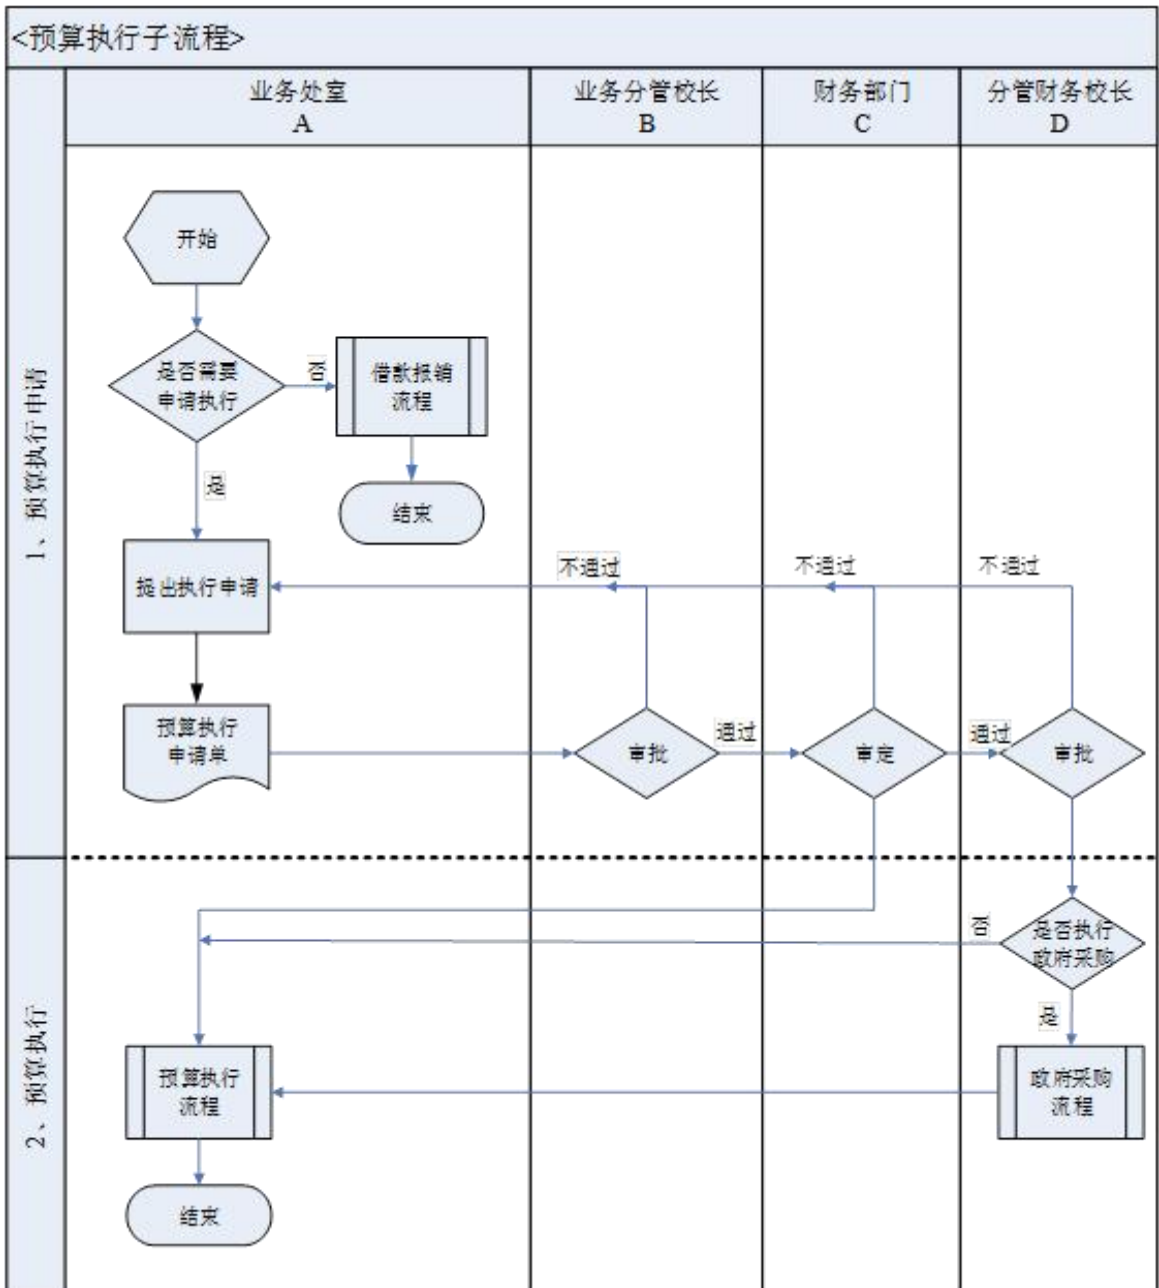 <预算执行子流程>
业务处室
A
业务分管校长
B
财务部门
C
分管财务校长
D
1、预算执行申请
开始
是否需要
申请执行
否
借款报销
流程
是
结束
提出执行申请
不通过
不通过
不通过
预算执行
申请单
审批
通过
审定
通过
审批
2、预算执行
否
是否执行
政府采购
是
预算执行
流程
政府采购
流程
结束